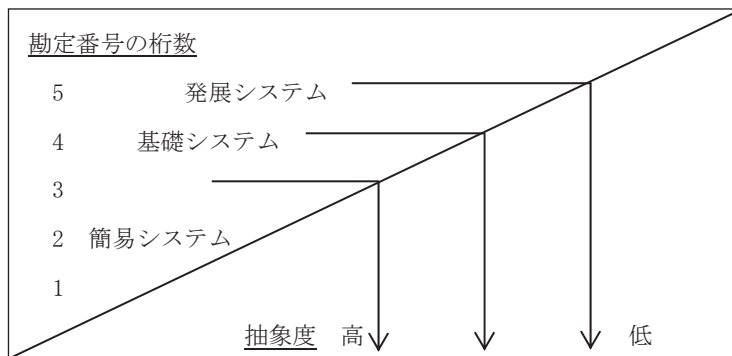 勘定番号の桁数
5 発展システム
4 基礎システム
3
2 簡易システム
1
抽象度 高 低